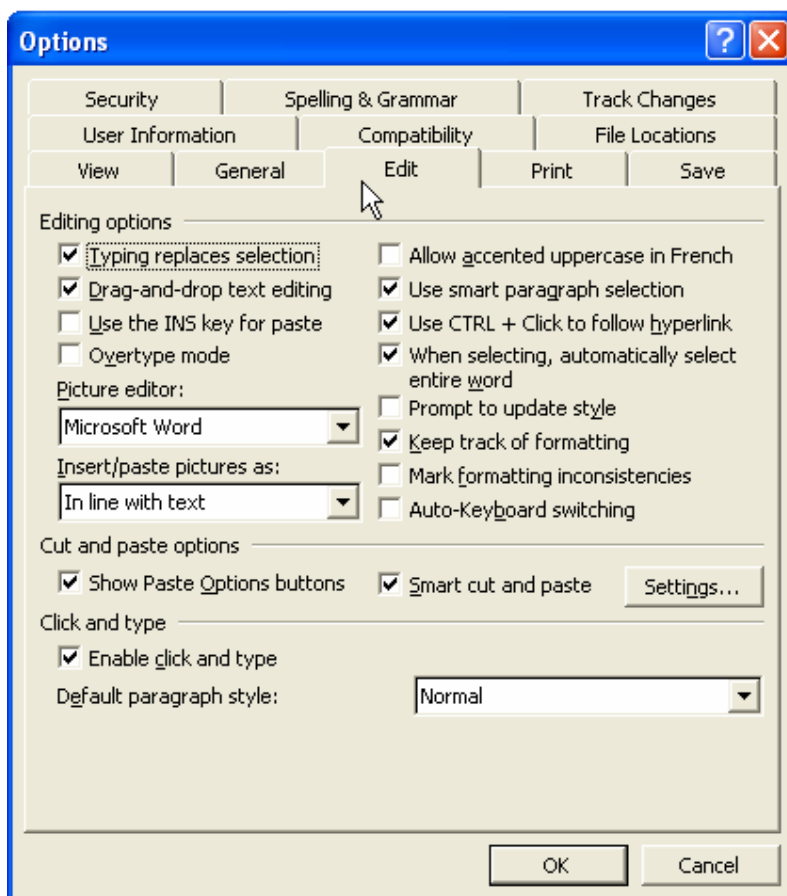 Options
Security Spelling & Grammar Track Changes
User Information Compatibility File Locations
View General Edit Print Save
Editing options
Typing replaces selection
Drag-and-drop text editing
Use the INS key for paste
Overtype mode
Picture editor:
Microsoft Word
Insert/paste pictures as:
In line with text
Allow accented uppercase in French
Use smart paragraph selection
Use CTRL + Click to follow hyperlink
When selecting, automatically select
entire word
Prompt to update style
Keep track of formatting
Mark formatting inconsistencies
Auto-Keyboard switching
Cut and paste options
Show Paste Options buttons Smart cut and paste Settings...
Click and type
Enable click and type
Default paragraph style: Normal
OK Cancel